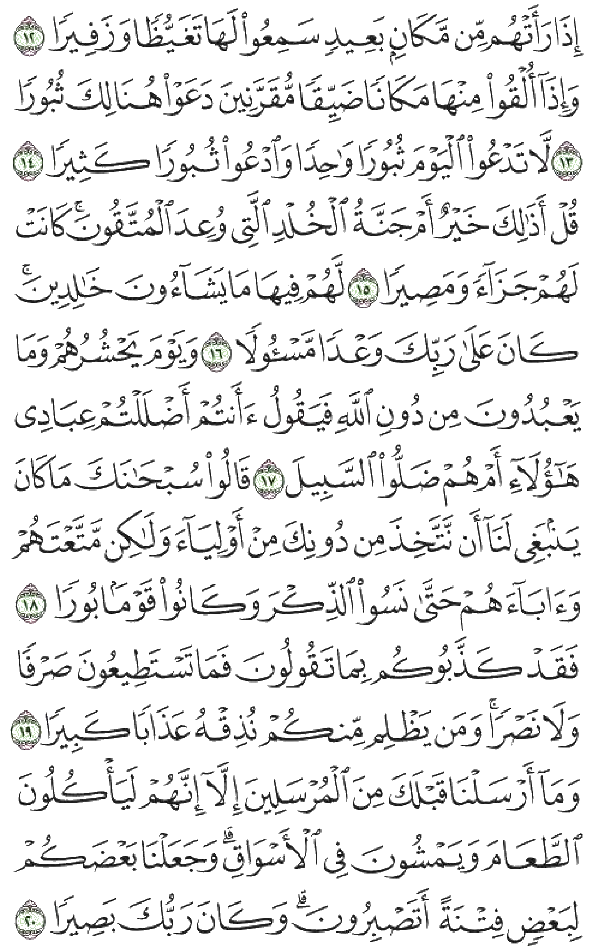 إِذَا رَأَتْهُم مِّن مَّكَانٍۭ بَعِيدٍ سَمِعُوا۟ لَهَا تَغَيُّظًا وَزَفِيرًا ١٢
وَإِذَآ أُلْقُوا۟ مِنْهَا مَكَانًا ضَيِّقًا مُّقَرَّنِينَ دَعَوْا۟ هُنَالِكَ ثُبُورًا
١٣ لَّا تَدْعُوا۟ ٱلْيَوْمَ ثُبُورًا وَٰحِدًا وَٱدْعُوا۟ ثُبُورًا كَثِيرًا ١٤
قُلْ أَذَٰلِكَ خَيْرٌ أَمْ جَنَّةُ ٱلْخُلْدِ ٱلَّتِى وُعِدَ ٱلْمُتَّقُونَ ۚ كَانَتْ
لَهُمْ جَزَآءً وَمَصِيرًا ١٥ لَّهُمْ فِيهَا مَا يَشَآءُونَ خَٰلِدِينَ ۚ
كَانَ عَلَىٰ رَبِّكَ وَعْدًا مَّسْـُٔولًا ١٦ وَيَوْمَ يَحْشُرُهُمْ وَمَا
يَعْبُدُونَ مِن دُونِ ٱللَّهِ فَيَقُولُ ءَأَنتُمْ أَضْلَلْتُمْ عِبَادِى
هَٰٓؤُلَآءِ أَمْ هُمْ ضَلُّوا۟ ٱلسَّبِيلَ ١٧ قَالُوا۟ سُبْحَٰنَكَ مَا كَانَ
يَنۢبَغِى لَنَآ أَن نَّتَّخِذَ مِن دُونِكَ مِنْ أَوْلِيَآءَ وَلَٰكِن مَّتَّعْتَهُمْ
وَءَابَآءَهُمْ حَتَّىٰ نَسُوا۟ ٱلذِّكْرَ وَكَانُوا۟ قَوْمًۢا بُورًا ١٨
فَقَدْ كَذَّبُوكُم بِمَا تَقُولُونَ فَمَا تَسْتَطِيعُونَ صَرْفًا
وَلَا نَصْرًا ۚ وَمَن يَظْلِم مِّنكُمْ نُذِقْهُ عَذَابًا كَبِيرًا ١٩
وَمَآ أَرْسَلْنَا قَبْلَكَ مِنَ ٱلْمُرْسَلِينَ إِلَّآ إِنَّهُمْ لَيَأْكُلُونَ
ٱلطَّعَامَ وَيَمْشُونَ فِى ٱلْأَسْوَاقِ ۗ وَجَعَلْنَا بَعْضَكُمْ
لِبَعْضٍ فِتْنَةً أَتَصْبِرُونَ ۗ وَكَانَ رَبُّكَ بَصِيرًا ٢٠